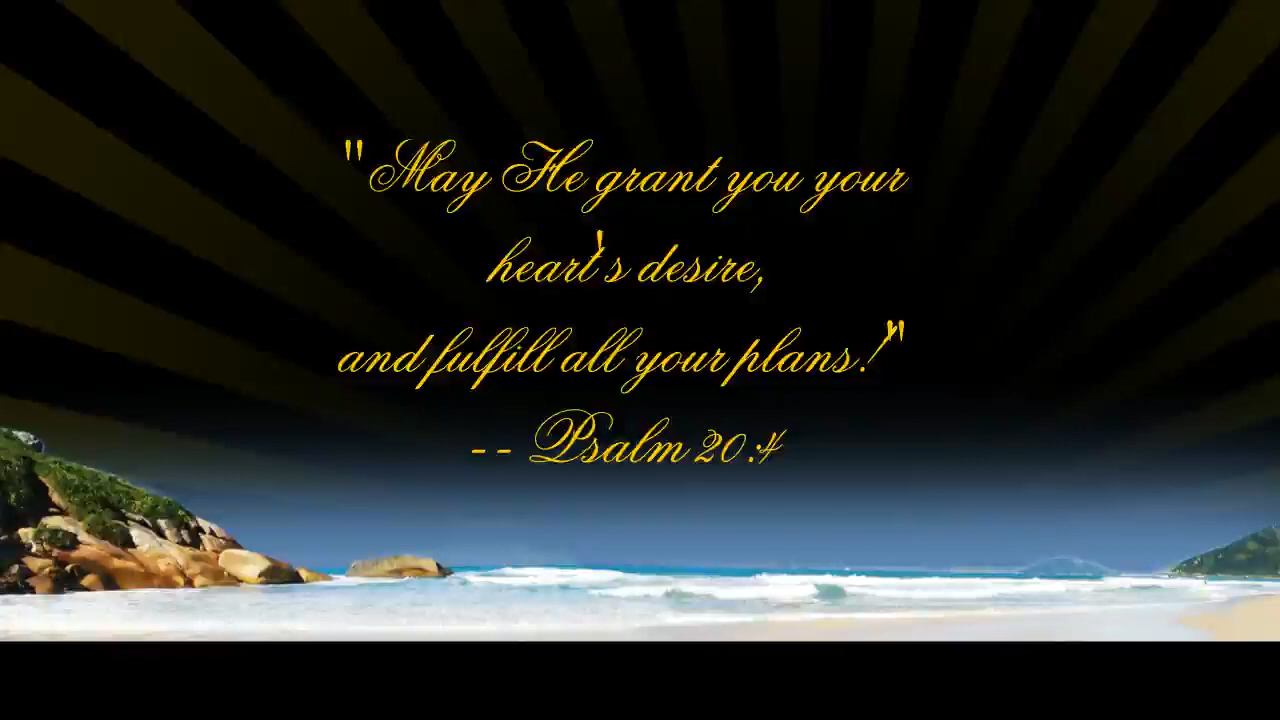 "May He grant you your
heart's desire,
and fulfill all your plans!"
-- Psalm 20:4